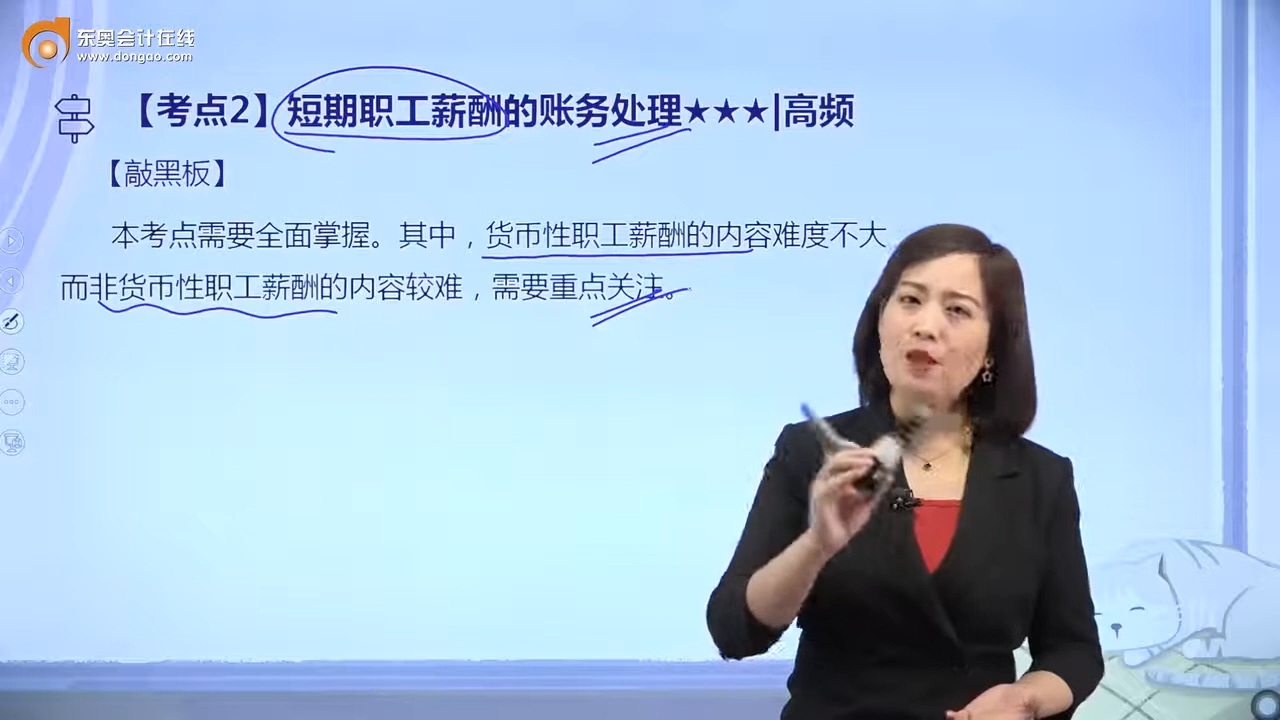 东奥会计在线
www.dongao.com
【考点2】短期职工薪酬的账务处理★★★|高频
【敲黑板】
本考点需要全面掌握。其中，货币性职工薪酬的内容难度不大
而非货币性职工薪酬的内容较难，需要重点关注。